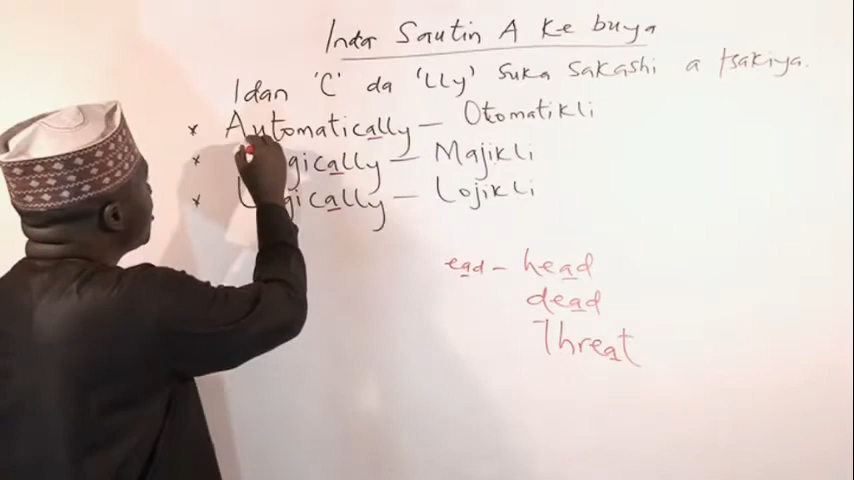 Inda Sautin A Ke buya
Idan 'C' da 'lly' suka sakashi a tsakiya.
* Automatically — Otomatikli
* gically — Majikli
* L gically — Lojikli
ead - head
dead
Threat